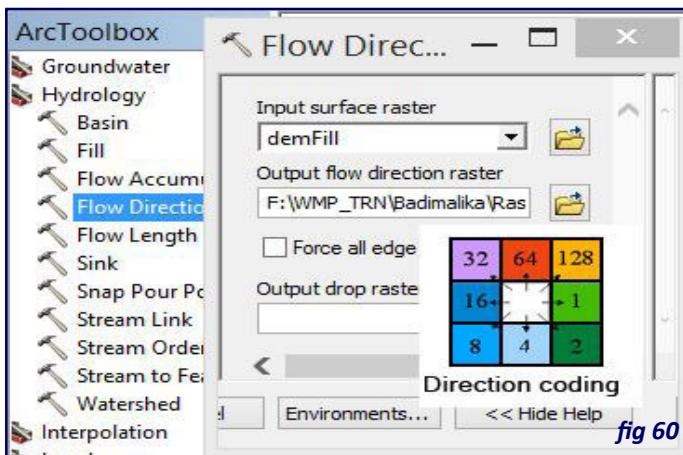 ArcToolbox
Groundwater
Hydrology
Basin
Fill
Flow Accum
Flow Directio
Flow Length
Sink
Snap Pour Po
Stream Link
Stream Order
Stream to Fea
Watershed
Interpolation
Flow Direc...
Input surface raster
demFill
Output flow direction raster
F:\WMP_TRN\Badimalika\Ras
Force all edge
Output drop raste
32 64 128
16 1
8 4 2
Direction coding
Environments... << Hide Help
fig 60